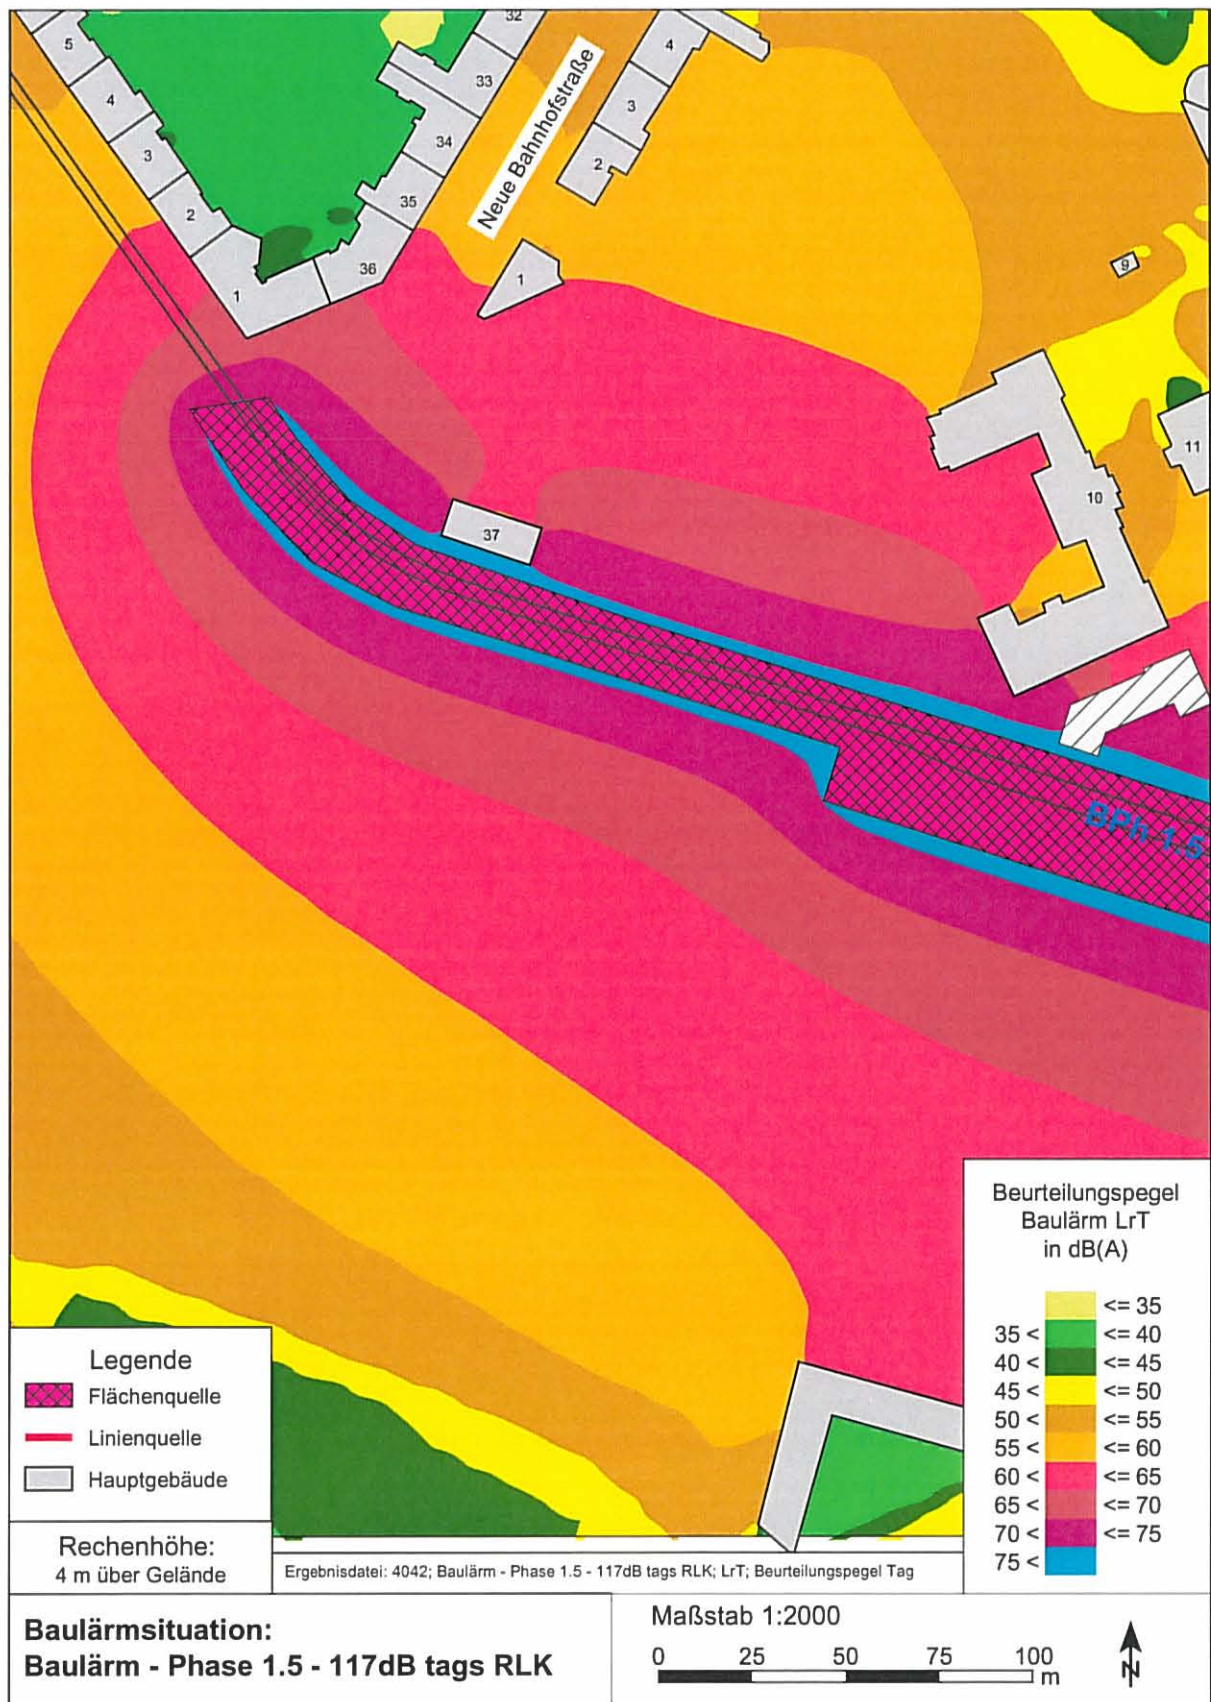 5
4
3
2
1
32
33
34
35
36
Neue Bahnhofstraße
4
3
2
1
9
10
11
37
BPh 1.5
Beurteilungspegel
Baulärm LrT
in dB(A)
<= 35
35 < <= 40
40 < <= 45
45 < <= 50
50 < <= 55
55 < <= 60
60 < <= 65
65 < <= 70
70 < <= 75
75 <
Legende
Flächenquelle
Linienquelle
Hauptgebäude
Rechenhöhe:
4 m über Gelände
Ergebnisdatei: 4042; Baulärm - Phase 1.5 - 117dB tags RLK; LrT; Beurteilungspegel Tag
Baulärmsituation:
Baulärm - Phase 1.5 - 117dB tags RLK
Maßstab 1:2000
0 25 50 75 100
m
N